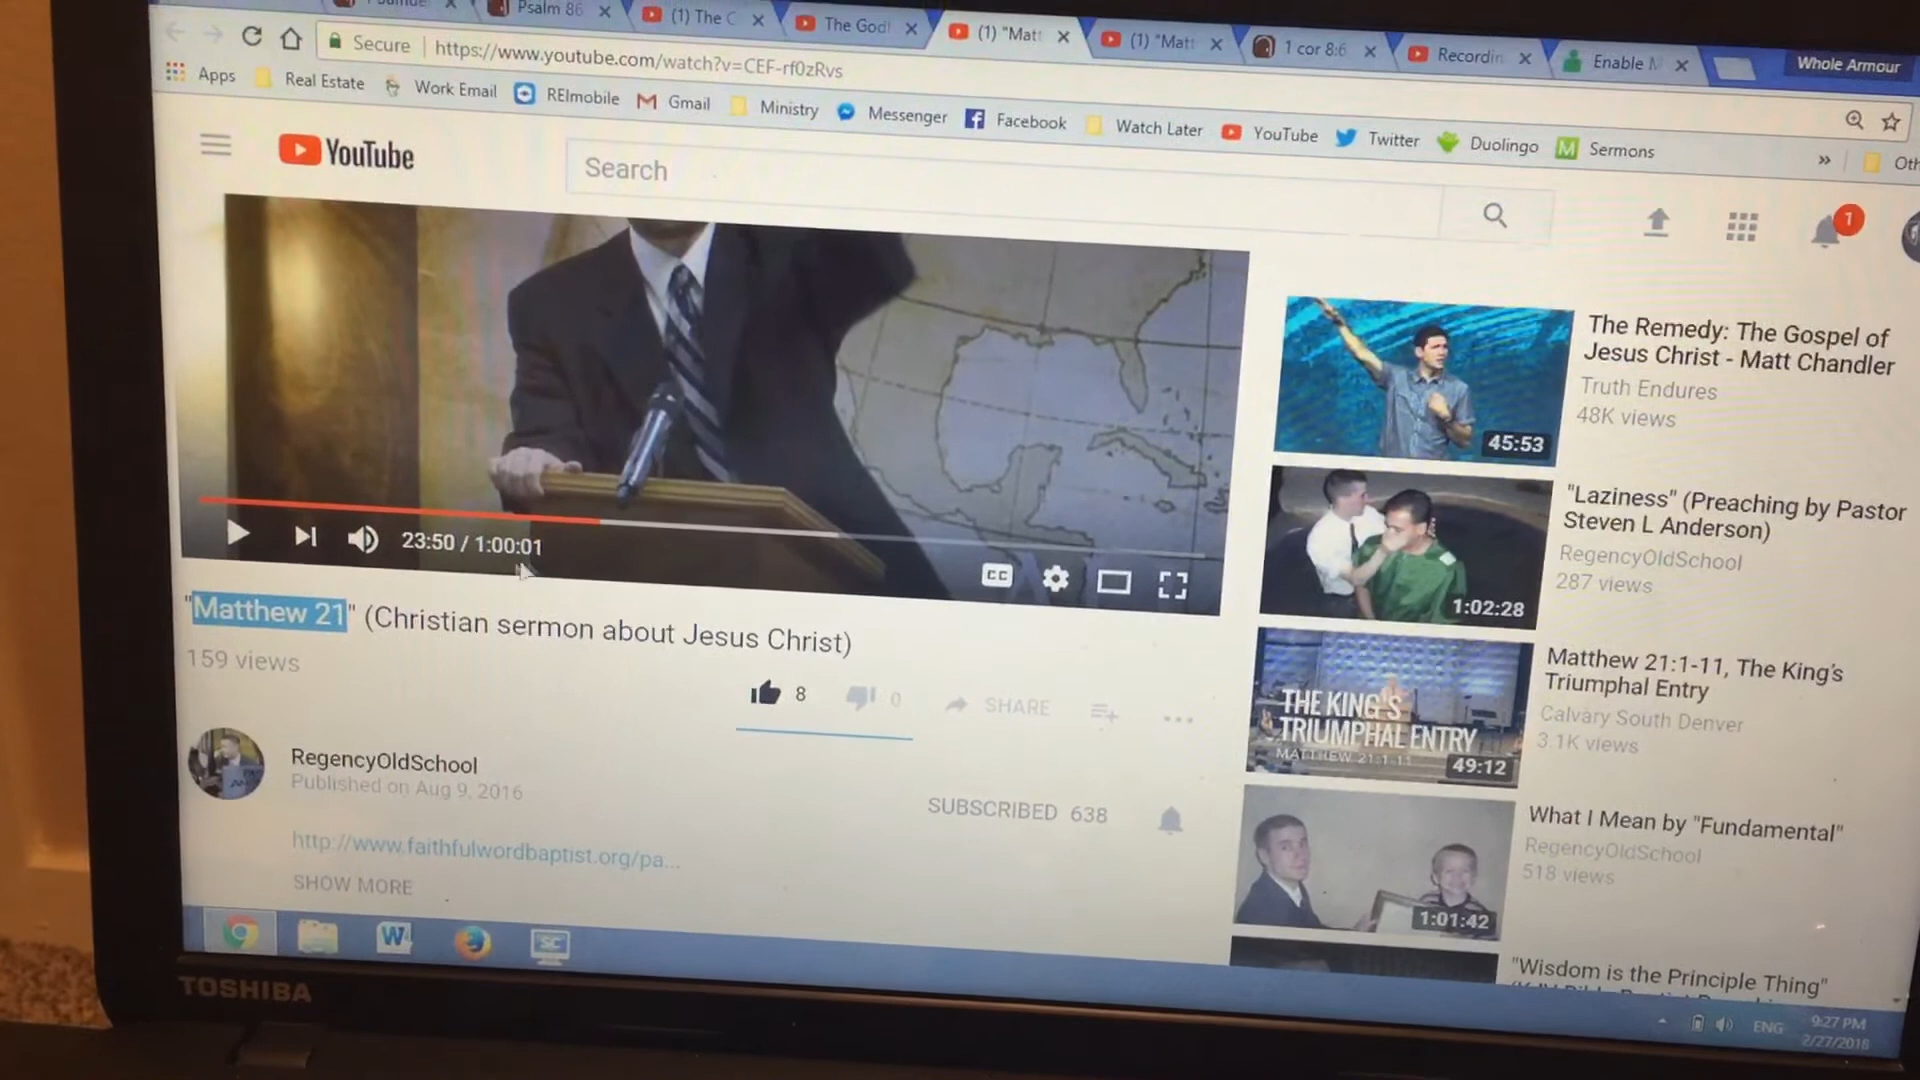 Psalm 86
(1) The C
The God!
(1) "Matt
(1) "Matt
1 cor 8:6
Recordin
Enable M
Whole Armour
Secure
https://www.youtube.com/watch?v=CEF-rf0zRvs
Apps
Real Estate
Work Email
REImobile
Gmail
Ministry
Messenger
Facebook
Watch Later
YouTube
Twitter
Duolingo
Sermons
»
Oth
YouTube
Search
1
23:50 / 1:00:01
CC
"Matthew 21" (Christian sermon about Jesus Christ)
159 views
8
0
SHARE
RegencyOldSchool
Published on Aug 9, 2016
SUBSCRIBED 638
http://www.faithfulwordbaptist.org/pa...
SHOW MORE
The Remedy: The Gospel of
Jesus Christ - Matt Chandler
Truth Endures
48K views
45:53
"Laziness" (Preaching by Pastor
Steven L Anderson)
RegencyOldSchool
287 views
1:02:28
Matthew 21:1-11, The King's
Triumphal Entry
Calvary South Denver
3.1K views
THE KING'S
TRIUMPHAL ENTRY
MATTHEW 21:1-11
49:12
What I Mean by "Fundamental"
RegencyOldSchool
518 views
1:01:42
"Wisdom is the Principle Thing"
W
SC
ENG
9:27 PM
2/27/2018
TOSHIBA